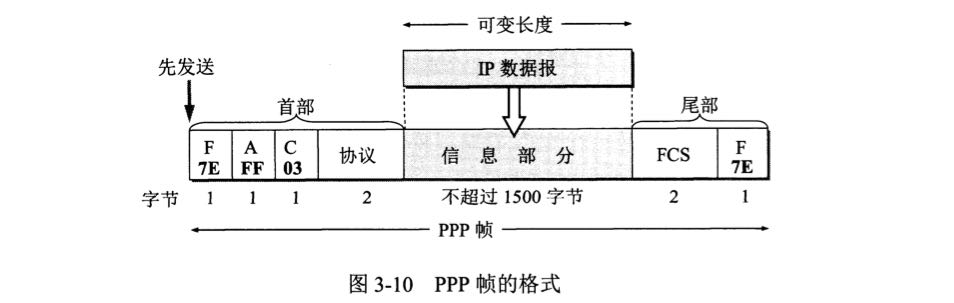 可变长度
IP 数据报
先发送
首部
尾部
F A C
7E FF 03 协议 信息部分 FCS F 7E
字节 1 1 1 2 不超过 1500 字节 2 1
PPP 帧
图 3-10 PPP 帧的格式